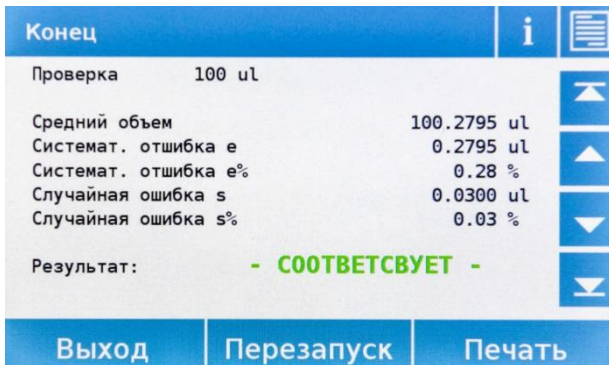 Конец i
Проверка 100 ul
Средний объем 100.2795 ul
Системат. отшибка e 0.2795 ul
Системат. отшибка e% 0.28 %
Случайная ошибка s 0.0300 ul
Случайная ошибка s% 0.03 %
Результат: - СООТВЕТСВУЕТ -
Выход Перезапуск Печать